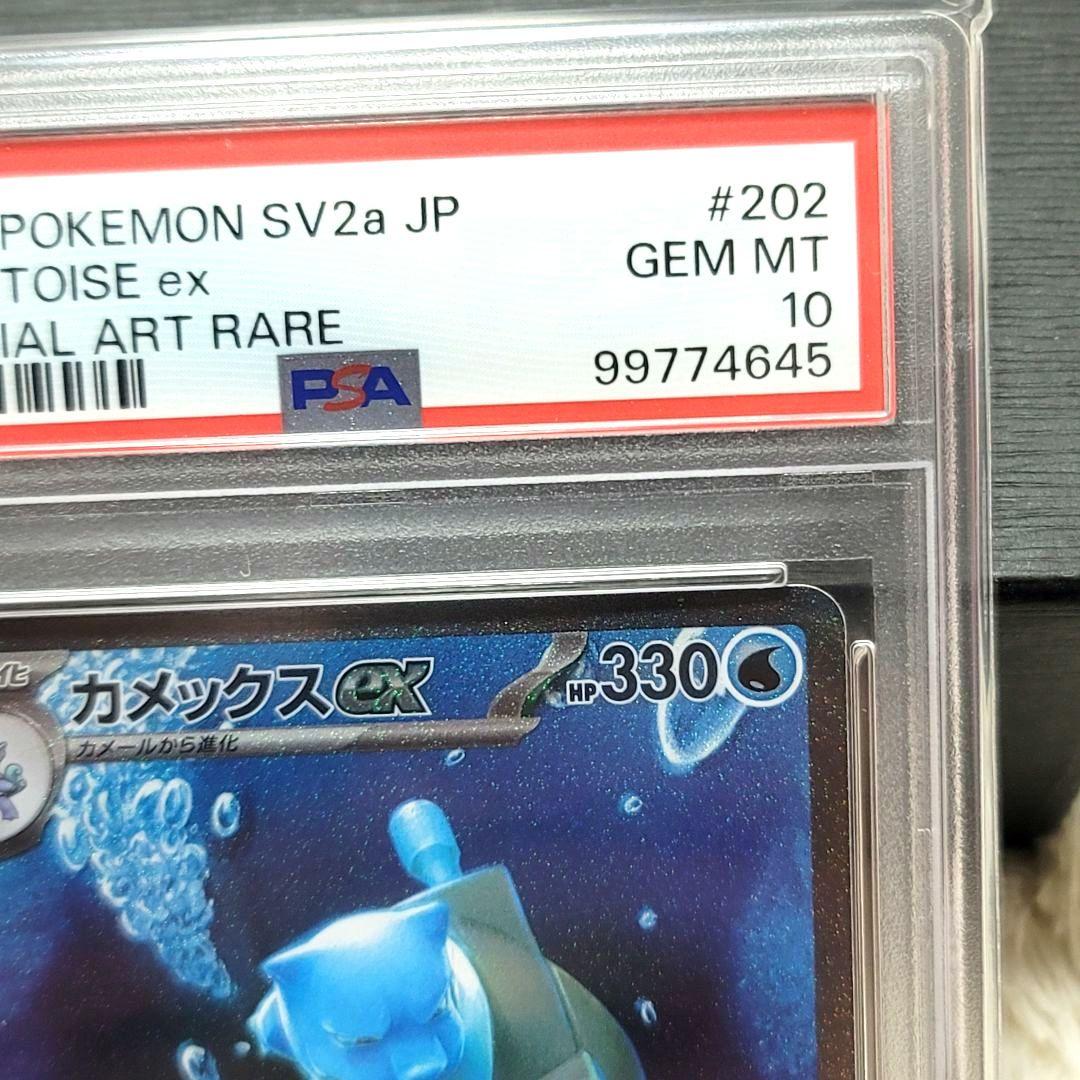 POKEMON SV2a JP #202
TOISE ex GEM MT
IAL ART RARE 10
PSA 99774645
化 カメックスex HP330
カメールから進化